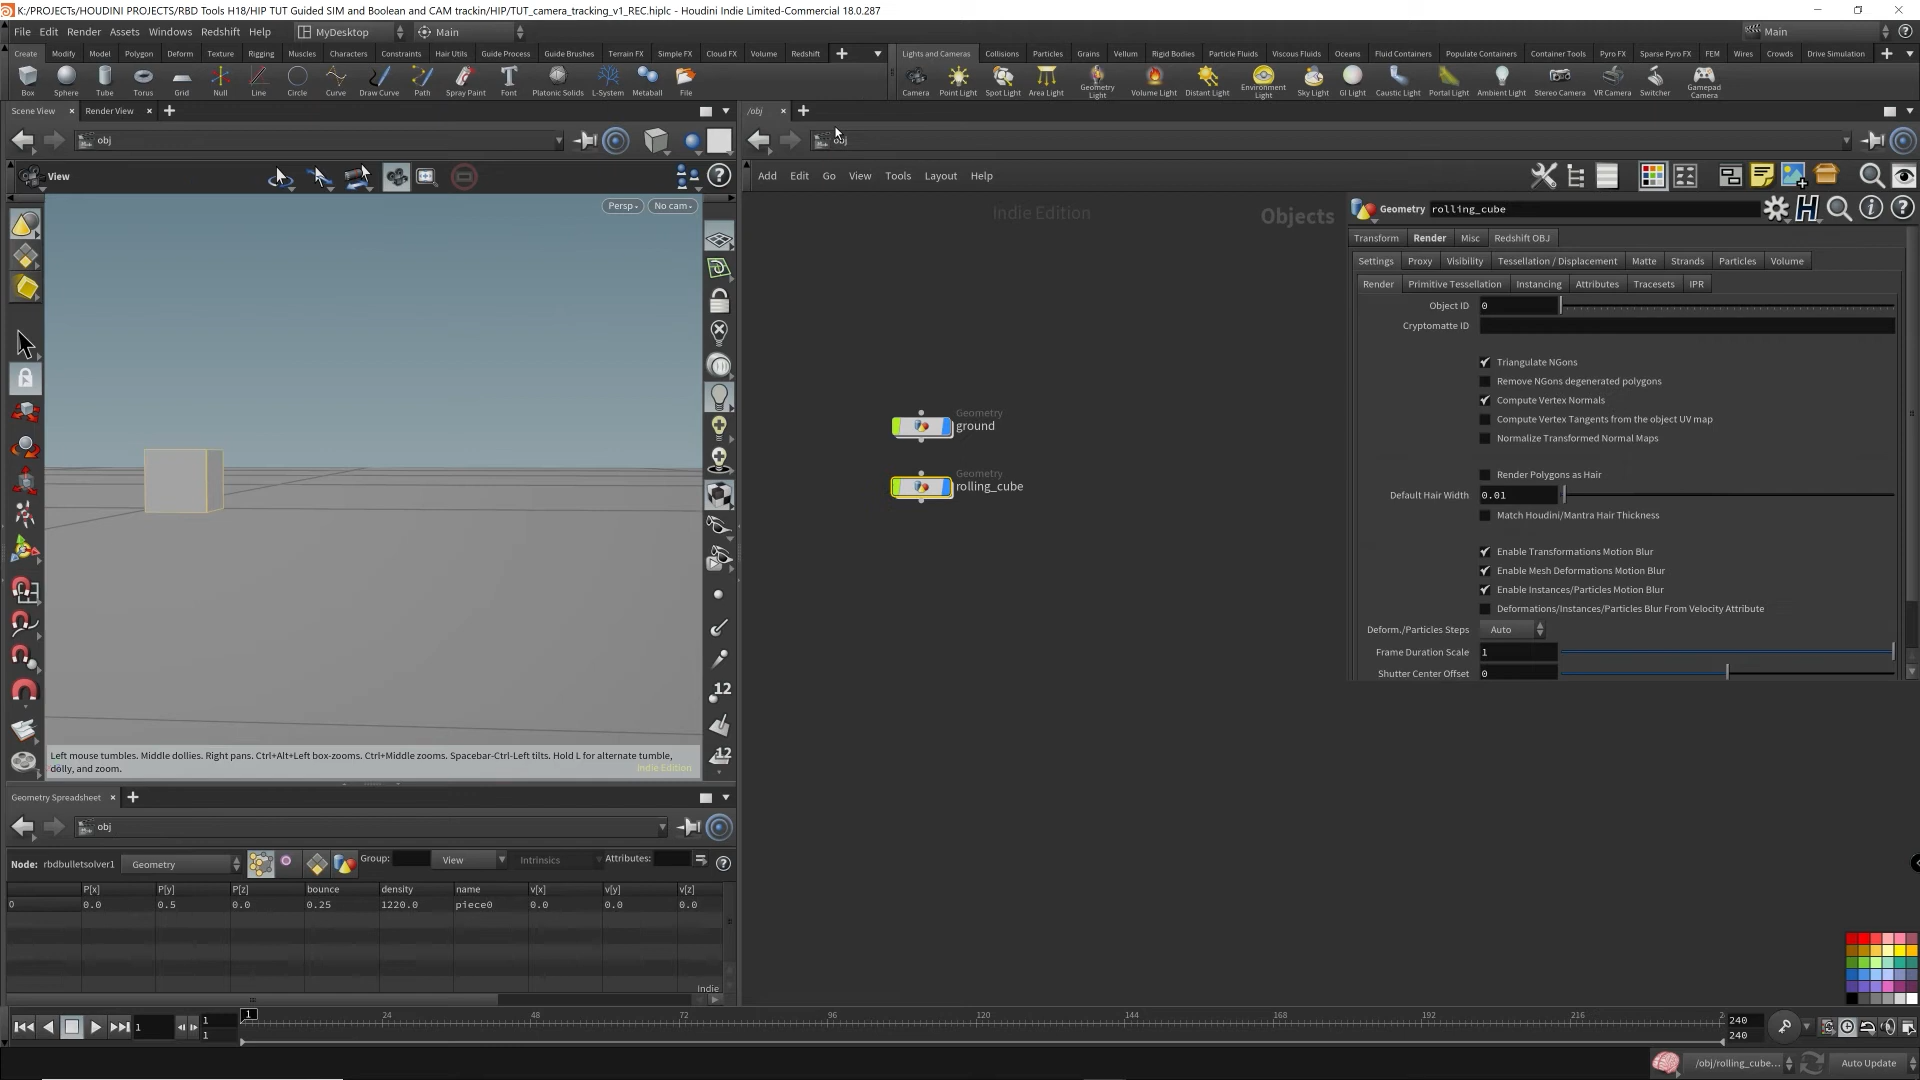 K:/PROJECTS/HOUDINI PROJECTS/RBD Tools H18/HIP TUT Guided SIM and Boolean and CAM trackin/HIP/TUT_camera_tracking_v1_REC.hiplc - Houdini Indie Limited-Commercial 18.0.287
File Edit Render Assets Windows Redshift Help MyDesktop Main Main
Create Modify Model Polygon Deform Texture Rigging Muscles Characters Constraints Hair Utils Guide Process Guide Brushes Terrain FX Simple FX Cloud FX Volume Redshift
Lights and Cameras Collisions Particles Grains Vellum Rigid Bodies Particle Fluids Viscous Fluids Oceans Fluid Containers Populate Containers Container Tools Pyro FX Sparse Pyro FX FEM Wires Crowds Drive Simulation
Box Sphere Tube Torus Grid Null Line Circle Curve Draw Curve Path Spray Paint Font Platonic Solids L-System Metaball File
Camera Point Light Spot Light Area Light Geometry Light Volume Light Distant Light Environment Light Sky Light GI Light Caustic Light Portal Light Ambient Light Stereo Camera VR Camera Switcher Gamepad Camera
Scene View Render View
/obj
obj
obj
View
Add Edit Go View Tools Layout Help
Persp No cam
Indie Edition
Objects
Geometry rolling_cube
Transform Render Misc Redshift OBJ
Settings Proxy Visibility Tessellation / Displacement Matte Strands Particles Volume
Render Primitive Tessellation Instancing Attributes Tracesets IPR
Object ID 0
Cryptomatte ID
Triangulate NGons
Remove NGons degenerated polygons
Compute Vertex Normals
Compute Vertex Tangents from the object UV map
Normalize Transformed Normal Maps
Render Polygons as Hair
Default Hair Width 0.01
Match Houdini/Mantra Hair Thickness
Enable Transformations Motion Blur
Enable Mesh Deformations Motion Blur
Enable Instances/Particles Motion Blur
Deformations/Instances/Particles Blur From Velocity Attribute
Deform./Particles Steps Auto
Frame Duration Scale 1
Shutter Center Offset 0
Geometry
ground
Geometry
rolling_cube
12
12
Left mouse tumbles. Middle dollies. Right pans. Ctrl+Alt+Left box-zooms. Ctrl+Middle zooms. Spacebar-Ctrl-Left tilts. Hold L for alternate tumble,
dolly, and zoom.
Indie Edition
Geometry Spreadsheet
obj
Node: rbdbulletsolver1 Geometry Group: View Intrinsics Attributes:
P[x] P[y] P[z] bounce density name v[x] v[y] v[z]
0 0.0 0.5 0.0 0.25 1220.0 piece0 0.0 0.0 0.0
Indie
1 1 1 1 24 48 72 96 120 144 168 192 216 2 240 240
/obj/rolling_cube... Auto Update